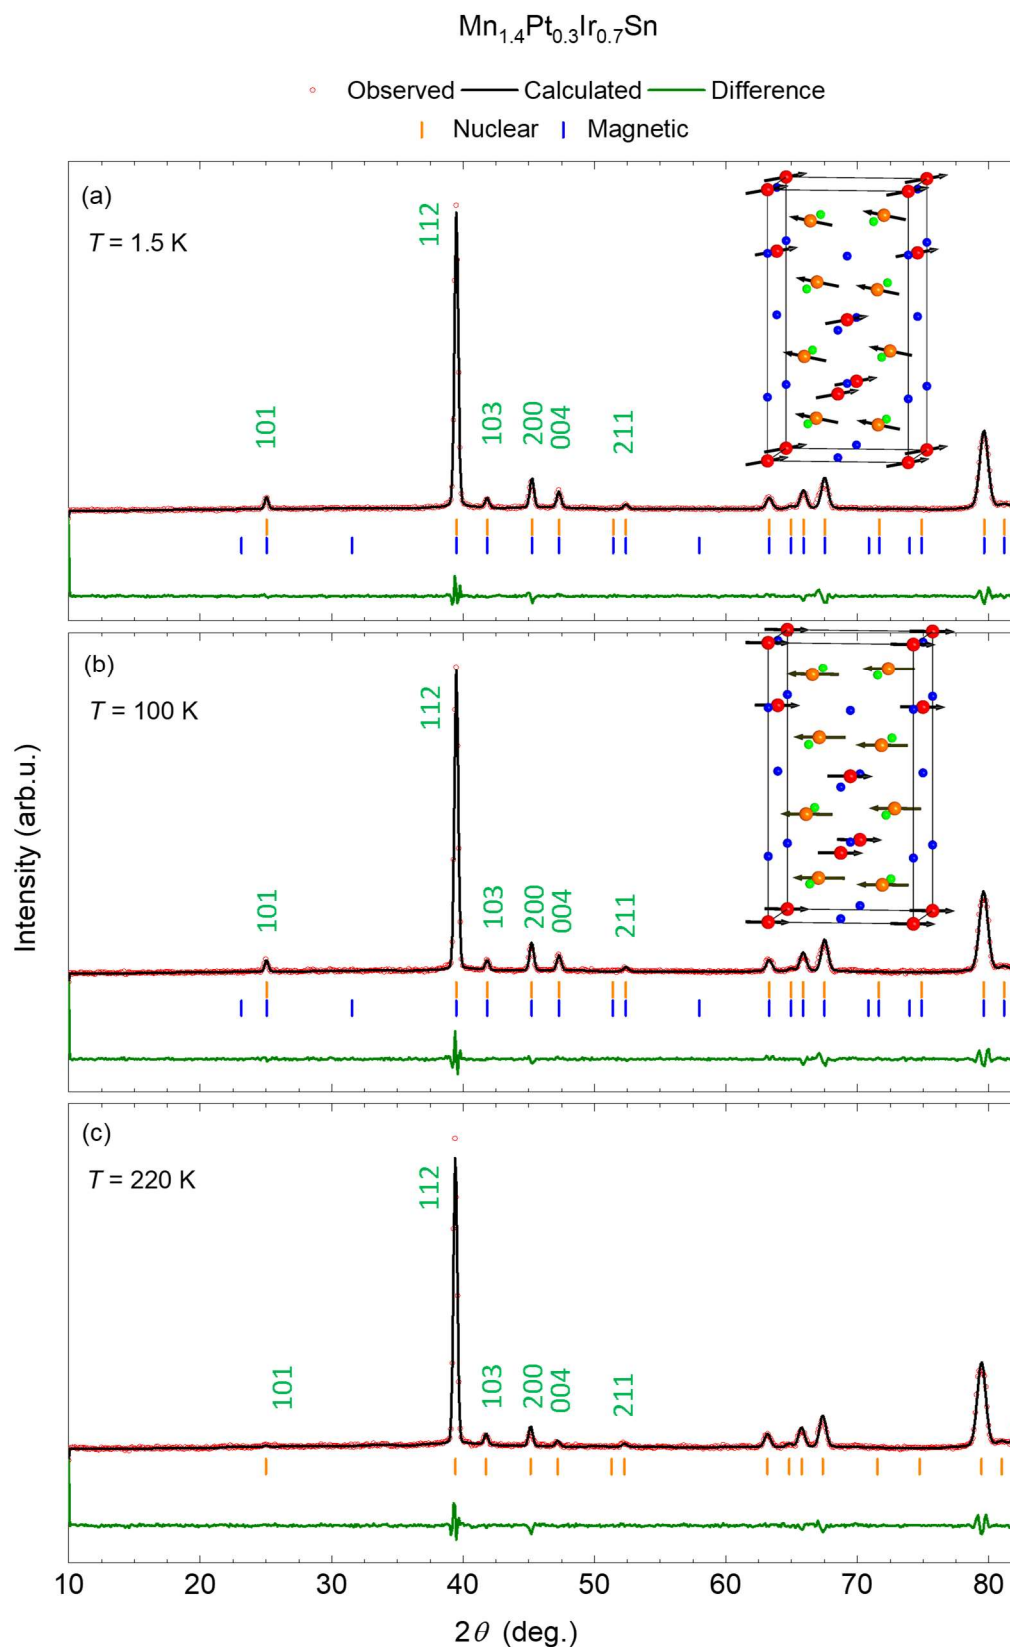 Mn1.4Pt0.3Ir0.7Sn
Observed Calculated Difference
Nuclear Magnetic
(a)
T = 1.5 K
112
101
103
200
004
211
(b)
T = 100 K
112
101
103
200
004
211
(c)
T = 220 K
112
101
103
200
004
211
Intensity (arb.u.)
10 20 30 40 50 60 70 80
2θ (deg.)